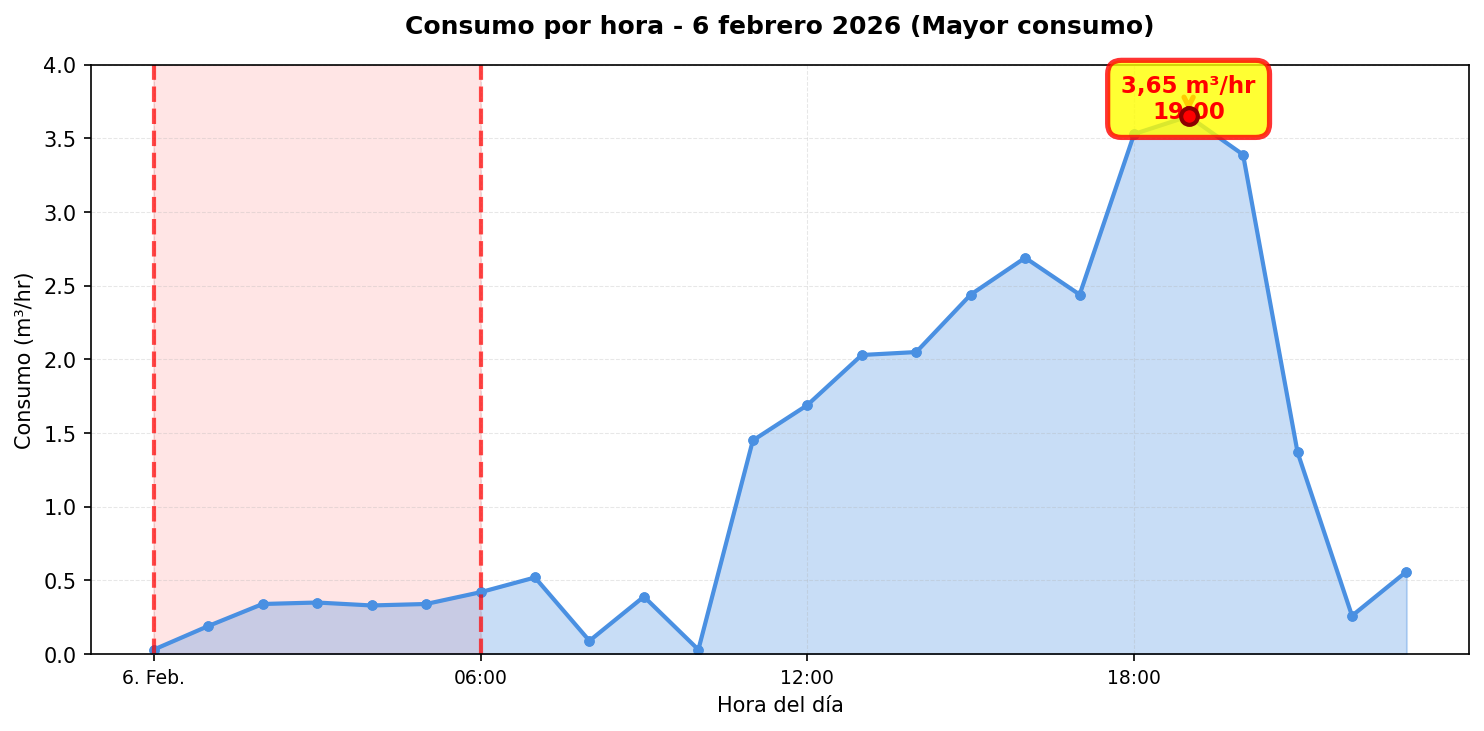 Consumo por hora - 6 febrero 2026 (Mayor consumo)
4.0
3.5
3.0
2.5
2.0
1.5
1.0
0.5
0.0
Consumo (m³/hr)
3,65 m³/hr
19:00
6. Feb.
06:00
12:00
18:00
Hora del día